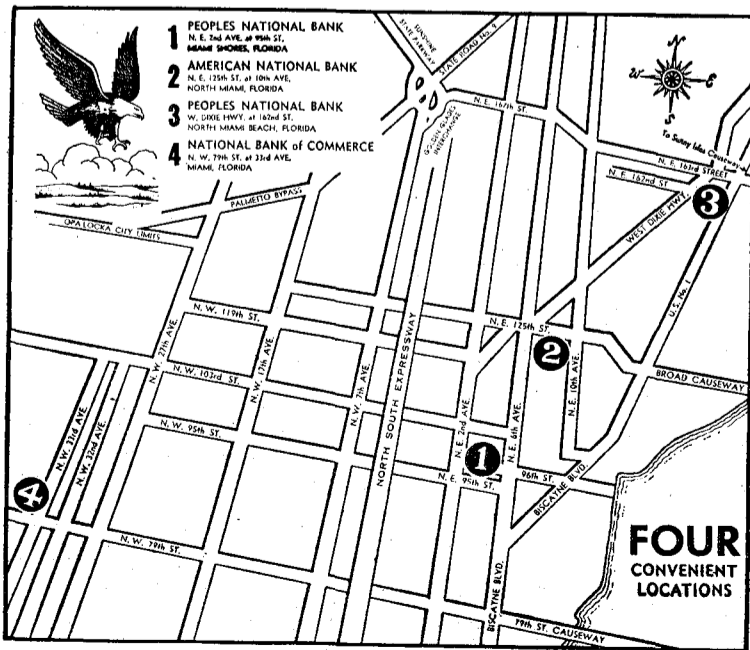 1 PEOPLES NATIONAL BANK
N. E. 2nd AVE. at 95th ST.
MIAMI SHORES, FLORIDA
2 AMERICAN NATIONAL BANK
N. E. 125th ST. at 10th AVE,
NORTH MIAMI, FLORIDA
3 PEOPLES NATIONAL BANK
W. DIXIE HWY. at 162nd ST.
NORTH MIAMI BEACH, FLORIDA
4 NATIONAL BANK of COMMERCE
N. W. 79th ST. at 33rd AVE,
MIAMI, FLORIDA
SUNSHINE
STATE PARKWAY
STATE ROAD No. 9
N
W E
S
N. E. 167th ST.
GOLDEN GLADES
INTERCHANGE
To Sunny Isles Causeway
N. E. 163rd STREET
N. E. 162nd ST.
3
WEST DIXIE HWY.
PALMETTO BYPASS
OPA LOCKA CITY LIMITS
U.S. No. 1
N. W. 119th ST.
N. E. 125th ST.
2
N. W. 27th AVE.
N. W. 17th AVE.
N. W. 7th AVE.
NORTH SOUTH EXPRESSWAY
N. W. 103rd ST.
N. E. 10th AVE.
BROAD CAUSEWAY
N. W. 33rd AVE.
N. W. 32nd AVE.
N. W. 95th ST.
N. E. 2nd AVE.
N. E. 6th AVE.
1
N. E. 95th ST.
96th ST.
BISCAYNE BLVD.
4
N. W. 79th ST.
BISCAYNE BLVD.
79th ST. CAUSEWAY
FOUR
CONVENIENT
LOCATIONS